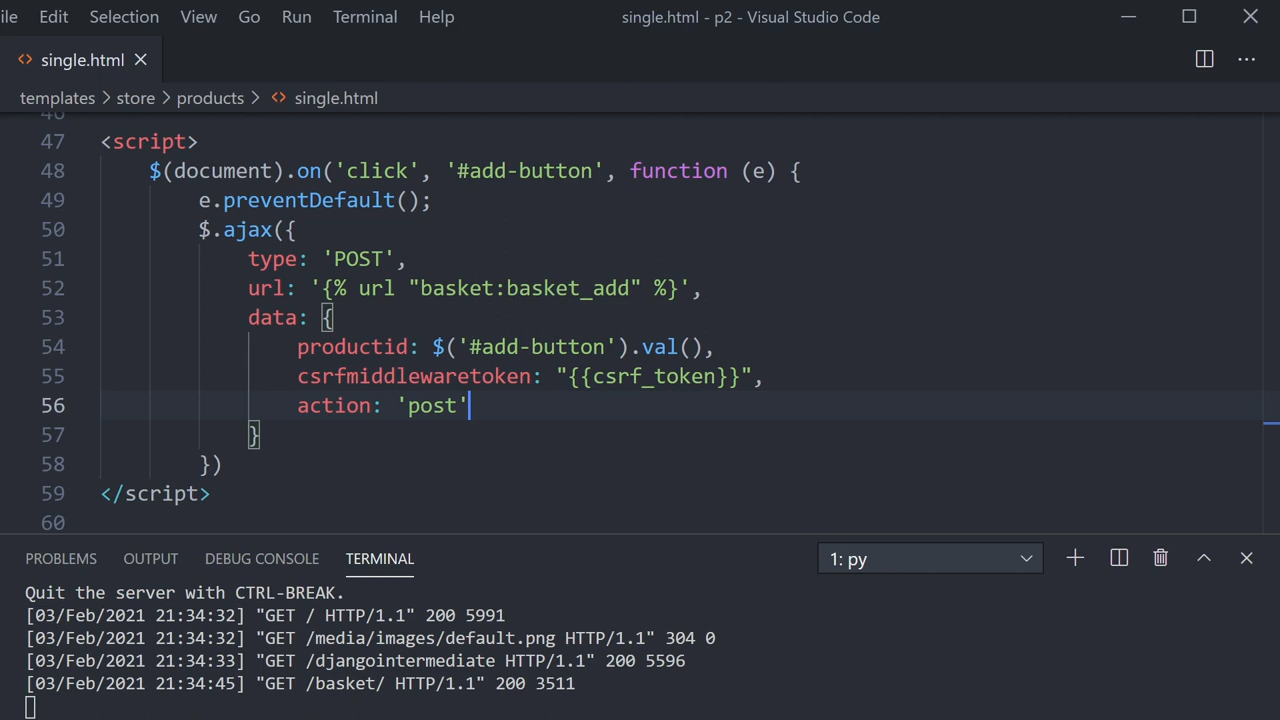 ile Edit Selection View Go Run Terminal Help single.html - p2 - Visual Studio Code
single.html
templates > store > products > single.html
46
47 <script>
48 $(document).on('click', '#add-button', function (e) {
49 e.preventDefault();
50 $.ajax({
51 type: 'POST',
52 url: '{% url "basket:basket_add" %}',
53 data: {
54 productid: $('#add-button').val(),
55 csrfmiddlewaretoken: "{{csrf_token}}",
56 action: 'post'
57 }
58 })
59 </script>
60
PROBLEMS OUTPUT DEBUG CONSOLE TERMINAL 1: py
Quit the server with CTRL-BREAK.
[03/Feb/2021 21:34:32] "GET / HTTP/1.1" 200 5991
[03/Feb/2021 21:34:32] "GET /media/images/default.png HTTP/1.1" 304 0
[03/Feb/2021 21:34:33] "GET /djangointermediate HTTP/1.1" 200 5596
[03/Feb/2021 21:34:45] "GET /basket/ HTTP/1.1" 200 3511